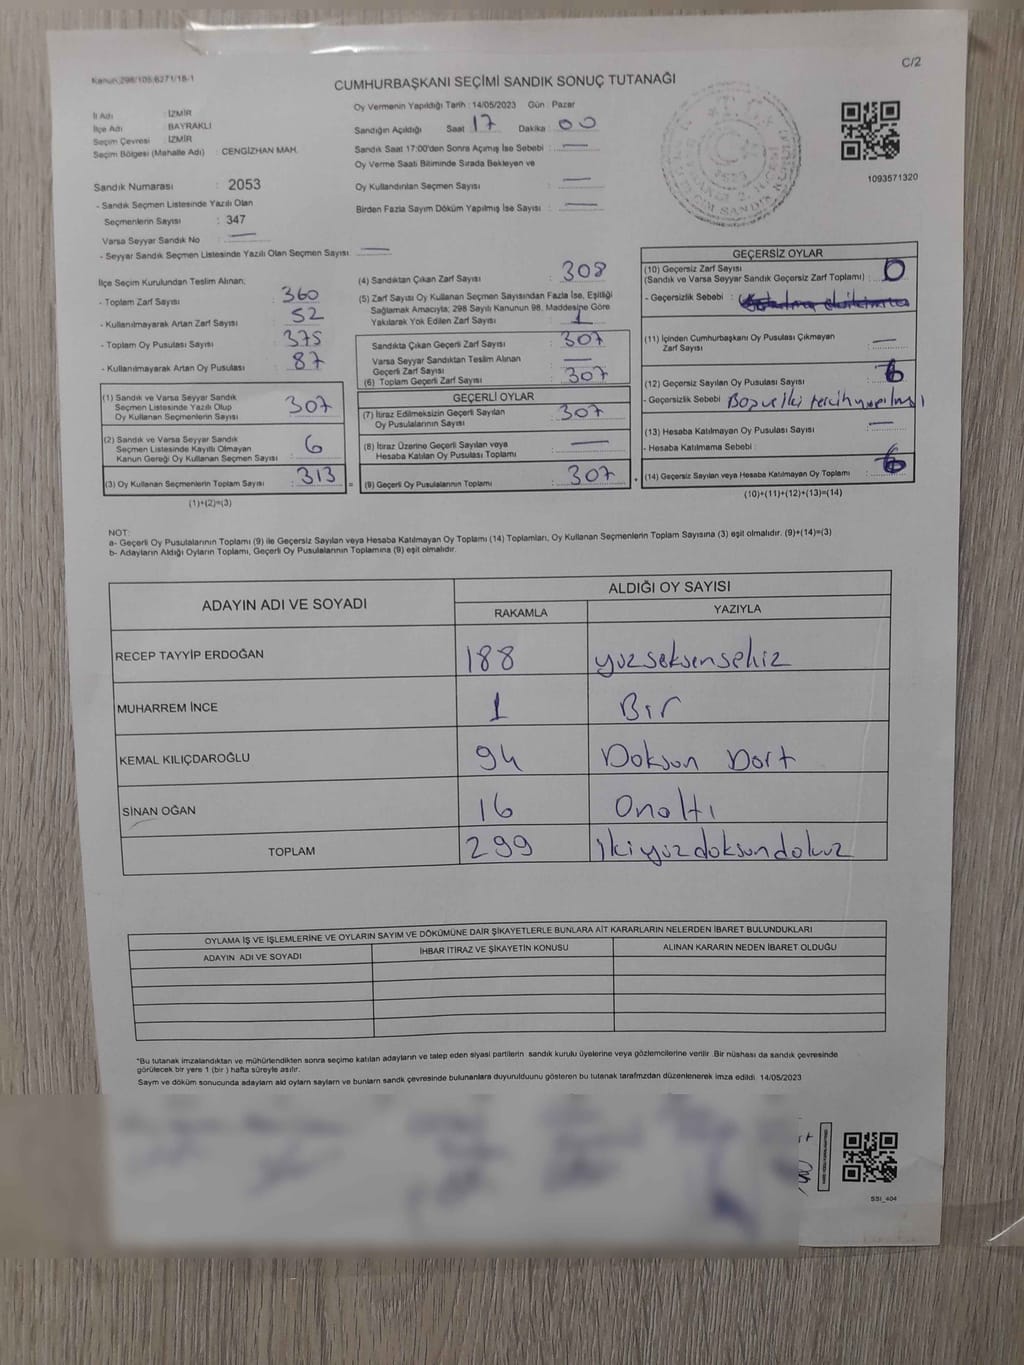 Kanun:298/105;6271/18-1
C/2
CUMHURBAŞKANI SEÇİMİ SANDIK SONUÇ TUTANAĞI
İl Adı : İZMİR
İlçe Adı : BAYRAKLI
Seçim Çevresi : İZMİR
Seçim Bölgesi (Mahalle Adı) : CENGİZHAN MAH.
Sandık Numarası : 2053
- Sandık Seçmen Listesinde Yazılı Olan
Seçmenlerin Sayısı : 347
Varsa Seyyar Sandık No : —
- Seyyar Sandık Seçmen Listesinde Yazılı Olan Seçmen Sayısı : —
Oy Vermenin Yapıldığı Tarih : 14/05/2023 Gün : Pazar
Sandığın Açıldığı Saat : 17 Dakika : 00
Sandık Saat 17:00'den Sonra Açımış İse Sebebi : —
Oy Verme Saati Bitiminde Sırada Bekleyen ve
Oy Kullandırılan Seçmen Sayısı : —
Birden Fazla Sayım Döküm Yapılmış İse Sayısı : —
1093571320
İlçe Seçim Kurulundan Teslim Alınan;
- Toplam Zarf Sayısı : 360
- Kullanılmayarak Artan Zarf Sayısı : 52
- Toplam Oy Pusulası Sayısı : 375
- Kullanılmayarak Artan Oy Pusulası : 87
(1) Sandık ve Varsa Seyyar Sandık
Seçmen Listesinde Yazılı Olup
Oy Kullanan Seçmenlerin Sayısı : 307
(2) Sandık ve Varsa Seyyar Sandık
Seçmen Listesinde Kayıtlı Olmayan
Kanun Gereği Oy Kullanan Seçmen Sayısı : 6
(3) Oy Kullanan Seçmenlerin Toplam Sayısı : 313 =
(1)+(2)=(3)
(4) Sandıktan Çıkan Zarf Sayısı : 308
(5) Zarf Sayısı Oy Kullanan Seçmen Sayısından Fazla İse, Eşitliği
Sağlamak Amacıyla; 298 Sayılı Kanunun 98. Maddesine Göre
Yakılarak Yok Edilen Zarf Sayısı : 1
Sandıkta Çıkan Geçerli Zarf Sayısı : 307
Varsa Seyyar Sandıktan Teslim Alınan
Geçerli Zarf Sayısı : —
(6) Toplam Geçerli Zarf Sayısı : 307
GEÇERLİ OYLAR
(7) İtiraz Edilmeksizin Geçerli Sayılan
Oy Pusulalarının Sayısı : 307
(8) İtiraz Üzerine Geçerli Sayılan veya
Hesaba Katılan Oy Pusulası Toplamı : —
(9) Geçerli Oy Pusulalarının Toplamı : 307 +
GEÇERSİZ OYLAR
(10) Geçersiz Zarf Sayısı
(Sandık ve Varsa Seyyar Sandık Geçersiz Zarf Toplamı) : 0
- Geçersizlik Sebebi :
(11) İçinden Cumhurbaşkanı Oy Pusulası Çıkmayan
Zarf Sayısı : —
(12) Geçersiz Sayılan Oy Pusulası Sayısı : 6
- Geçersizlik Sebebi : iki tercih yapılması
(13) Hesaba Katılmayan Oy Pusulası Sayısı : —
- Hesaba Katılmama Sebebi :
(14) Geçersiz Sayılan veya Hesaba Katılmayan Oy Toplamı : 6
(10)+(11)+(12)+(13)=(14)
NOT:
a- Geçerli Oy Pusulalarının Toplamı (9) ile Geçersiz Sayılan veya Hesaba Katılmayan Oy Toplamı (14) Toplamları, Oy Kullanan Seçmenlerin Toplam Sayısına (3) eşit olmalıdır. (9)+(14)=(3)
b- Adayların Aldığı Oyların Toplamı, Geçerli Oy Pusulalarının Toplamına (9) eşit olmalıdır.
ADAYIN ADI VE SOYADI ALDIĞI OY SAYISI
RAKAMLA YAZIYLA
RECEP TAYYİP ERDOĞAN 188 yüzseksensekiz
MUHARREM İNCE 1 Bir
KEMAL KILIÇDAROĞLU 94 Doksan Dört
SİNAN OĞAN 16 Onaltı
TOPLAM 299 ikiyüzdoksandokuz
OYLAMA İŞ VE İŞLEMLERİNE VE OYLARIN SAYIM VE DÖKÜMÜNE DAİR ŞİKAYETLERLE BUNLARA AİT KARARLARIN NELERDEN İBARET BULUNDUKLARI
ADAYIN ADI VE SOYADI İHBAR İTİRAZ VE ŞİKAYETİN KONUSU ALINAN KARARIN NEDEN İBARET OLDUĞU
*Bu tutanak imzalandıktan ve mühürlendikten sonra seçime katılan adayların ve talep eden siyasi partilerin sandık kurulu üyelerine veya gözlemcilerine verilir. Bir nüshası da sandık çevresinde
görülecek bir yere 1 (bir ) hafta süreyle asılır.
Sayım ve döküm sonucunda adayların ald oyların sayların ve bunların sandk çevresinde bulunanlara duyurulduunu gösteren bu tutanak tarafmzdan düzenlenerek imza edildi. 14/05/2023
SSI_404